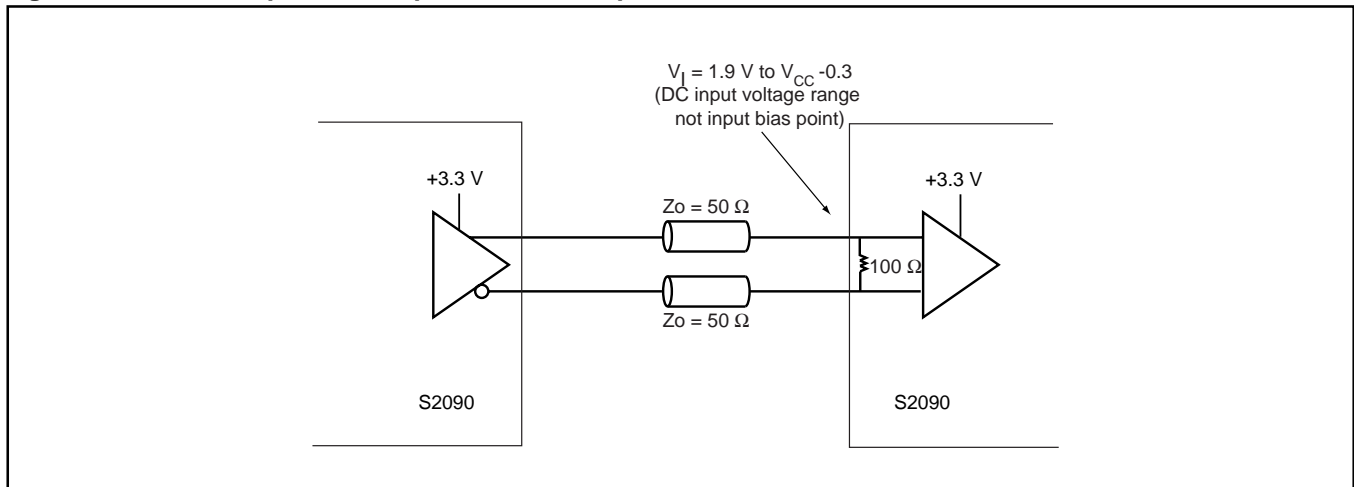 V_I = 1.9 V to V_CC -0.3
(DC input voltage range
not input bias point)
+3.3 V
+3.3 V
Zo = 50 Ω
100 Ω
Zo = 50 Ω
S2090
S2090